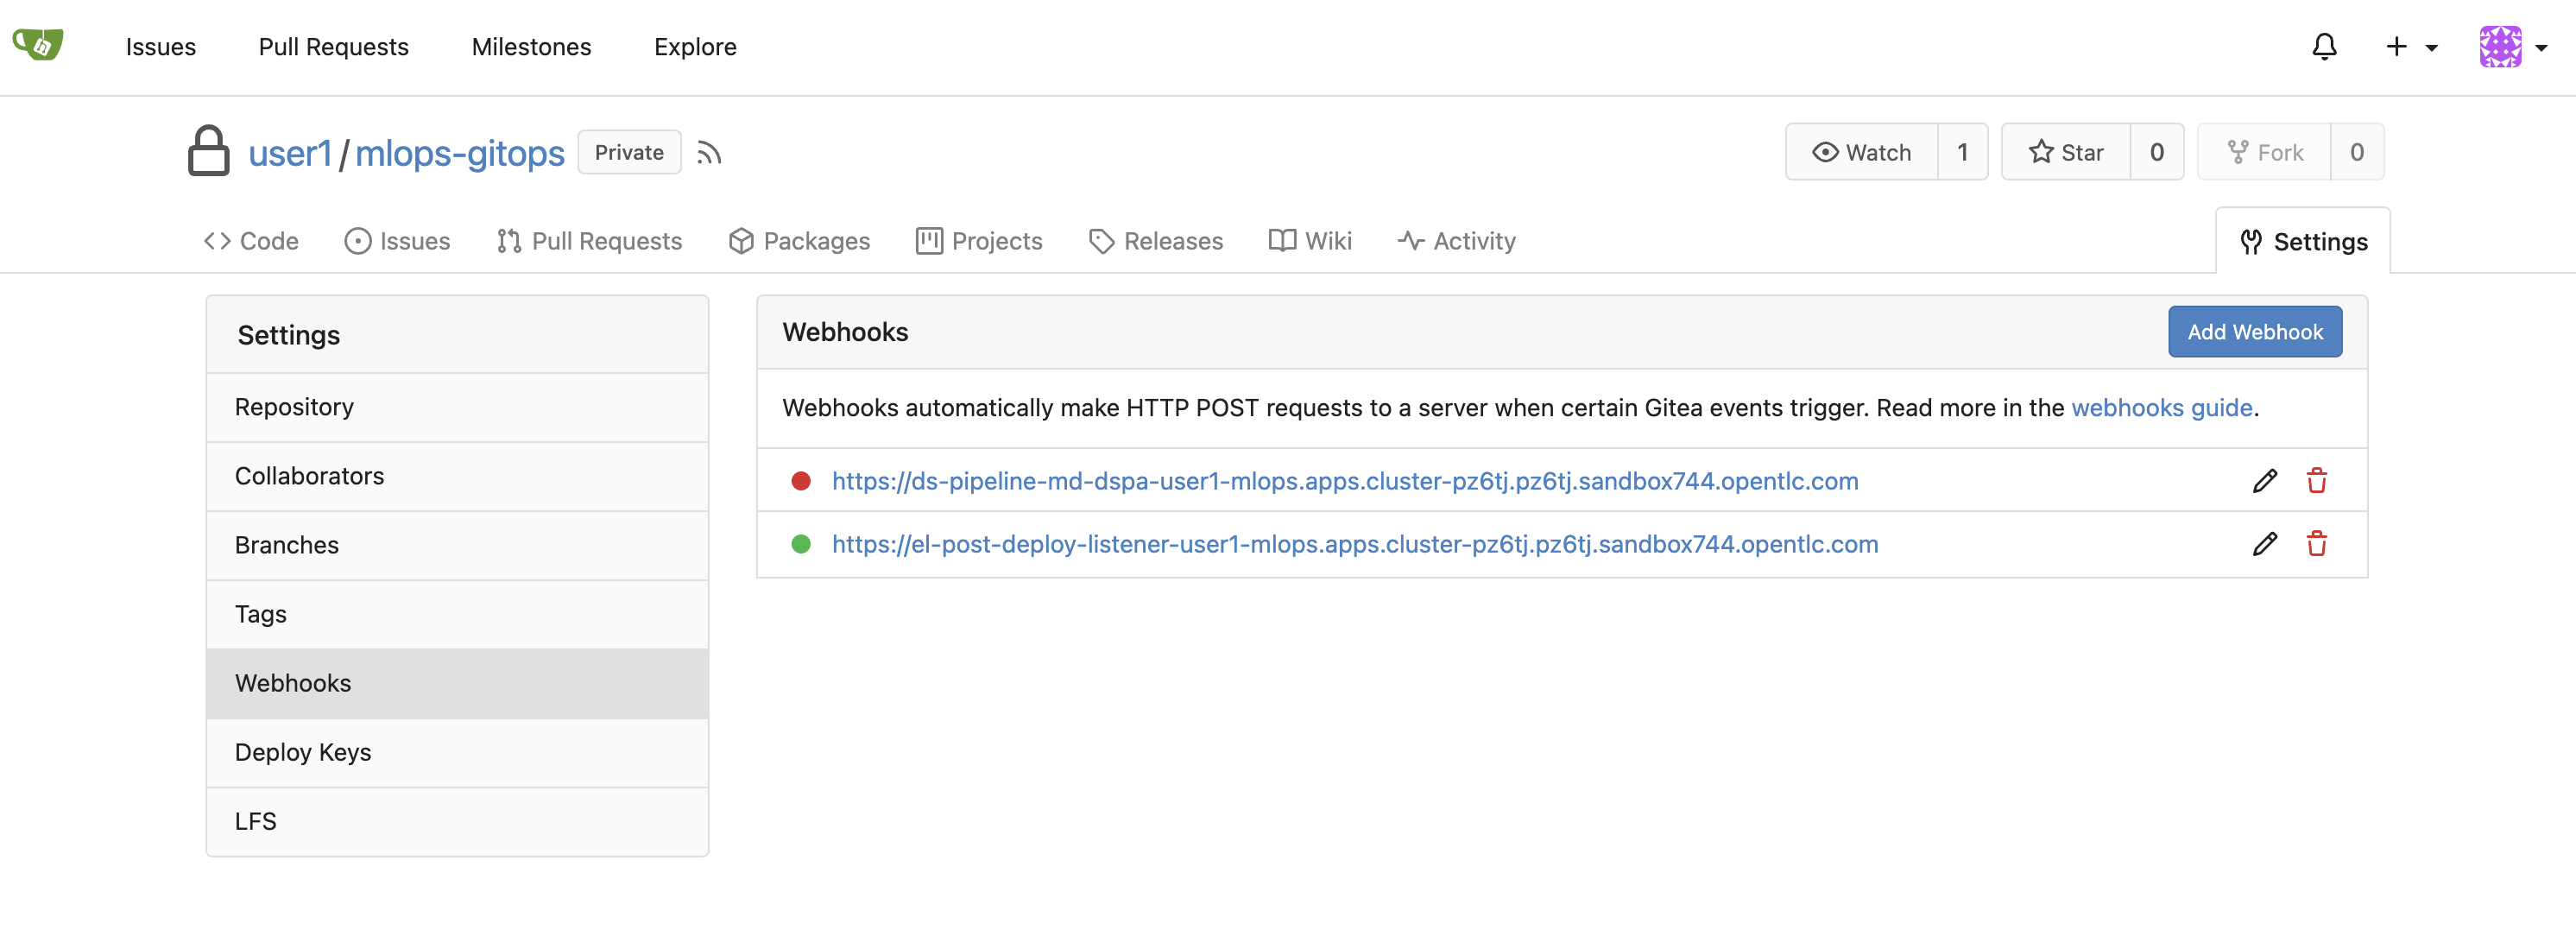 Issues Pull Requests Milestones Explore
user1/mlops-gitops Private
Watch 1 Star 0 Fork 0
Code Issues Pull Requests Packages Projects Releases Wiki Activity Settings
Settings
Repository
Collaborators
Branches
Tags
Webhooks
Deploy Keys
LFS
Webhooks Add Webhook
Webhooks automatically make HTTP POST requests to a server when certain Gitea events trigger. Read more in the webhooks guide.
https://ds-pipeline-md-dspa-user1-mlops.apps.cluster-pz6tj.pz6tj.sandbox744.opentlc.com
https://el-post-deploy-listener-user1-mlops.apps.cluster-pz6tj.pz6tj.sandbox744.opentlc.com